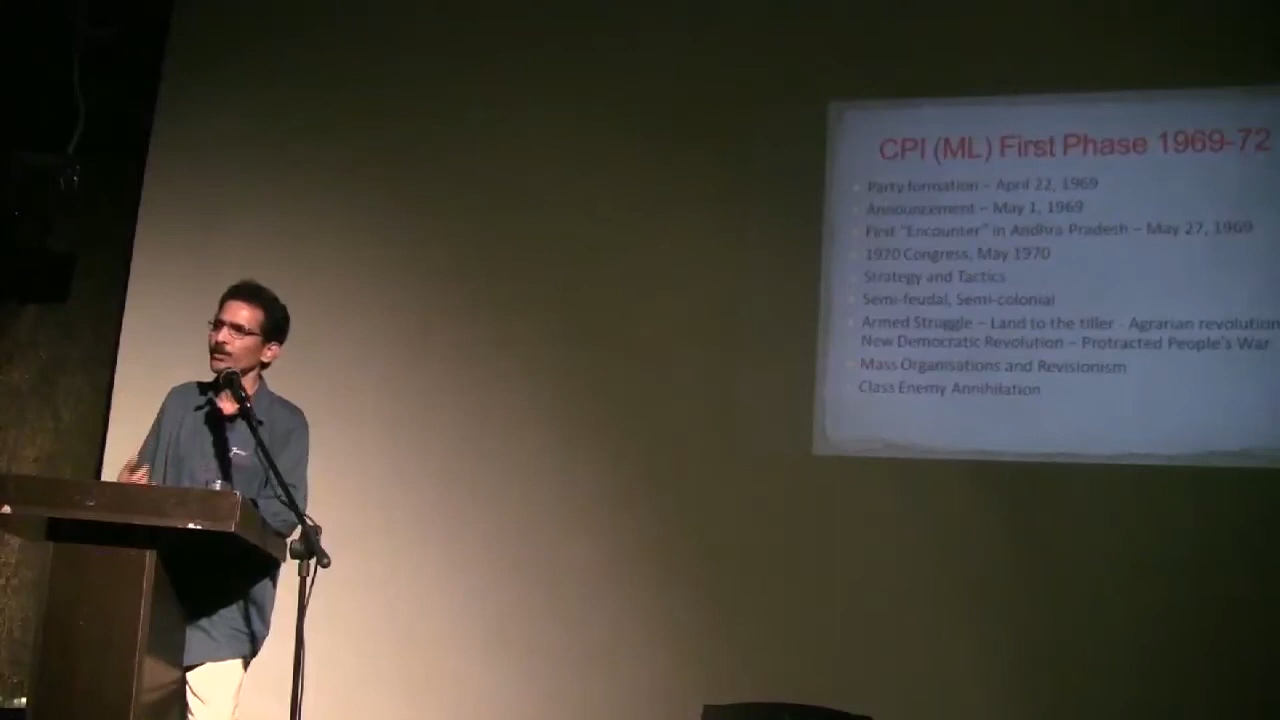 CPI (ML) First Phase 1969-72
Party formation – April 22, 1969
Announcement – May 1, 1969
First "Encounter" in Andhra Pradesh – May 27, 1969
1970 Congress, May 1970
Strategy and Tactics
Semi-feudal, Semi-colonial
Armed Struggle – Land to the tiller - Agrarian revolution
New Democratic Revolution – Protracted People's War
Mass Organisations and Revisionism
Class Enemy Annihilation